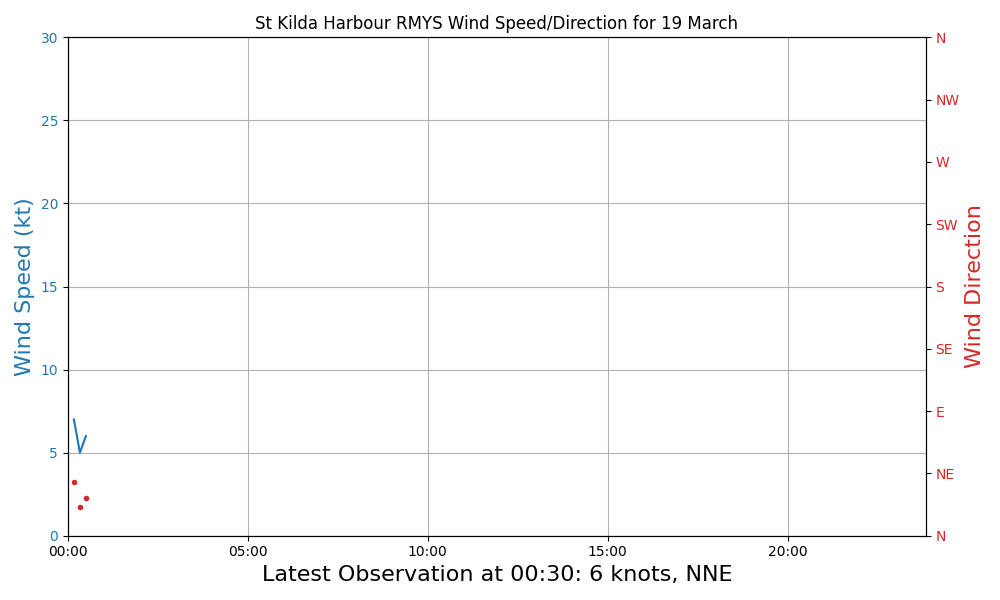 St Kilda Harbour RMYS Wind Speed/Direction for 19 March
30
25
20
15
10
5
0
Wind Speed (kt)
N
NW
W
SW
S
SE
E
NE
N
Wind Direction
00:00
05:00
10:00
15:00
20:00
Latest Observation at 00:30: 6 knots, NNE